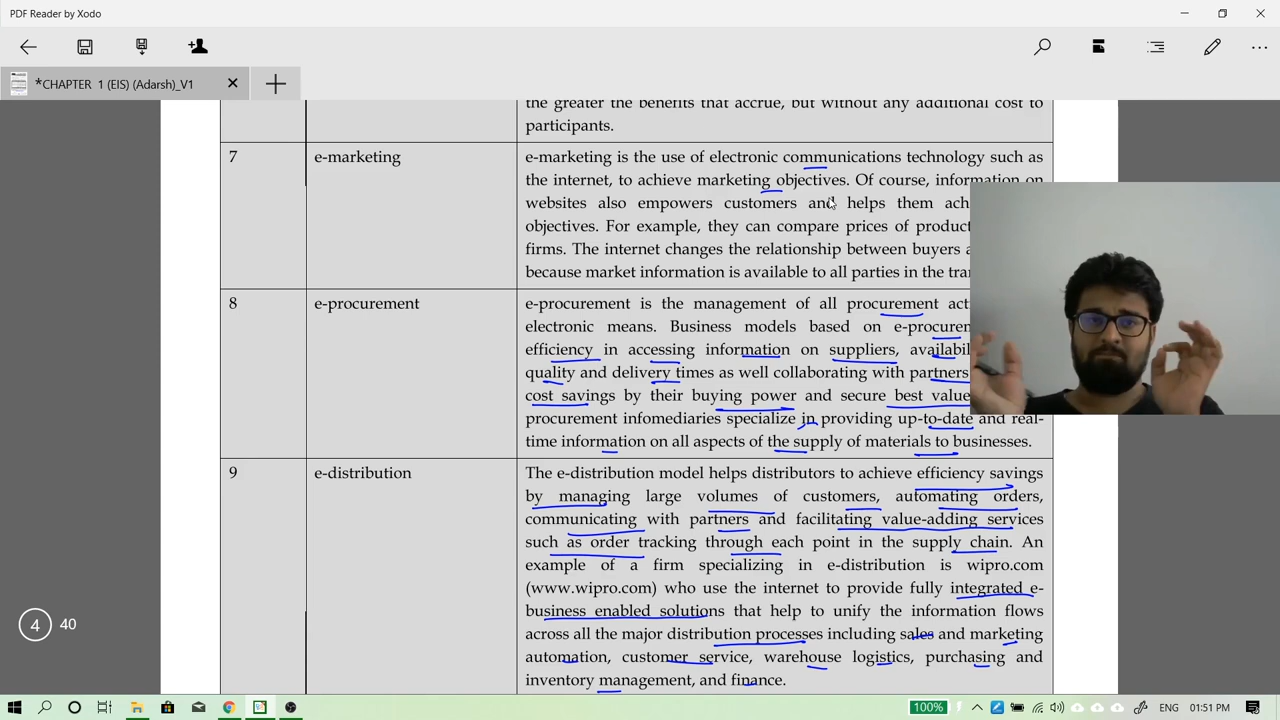 PDF Reader by Xodo
*CHAPTER 1 (EIS) (Adarsh)_V1
the greater the benefits that accrue, but without any additional cost to
participants.
7
e-marketing
e-marketing is the use of electronic communications technology such as
the internet, to achieve marketing objectives. Of course, information on
websites also empowers customers and helps them
objectives. For example, they can compare prices of
firms. The internet changes the relationship between buyers
because market information is available to all parties in the
8
e-procurement
e-procurement is the management of all procurement
electronic means. Business models based on
efficiency in accessing information on suppliers,
quality and delivery times as well collaborating with partners
cost savings by their buying power and secure best value
procurement infomediaries specialize in providing up-to-date and real-
time information on all aspects of the supply of materials to businesses.
9
e-distribution
The e-distribution model helps distributors to achieve efficiency savings
by managing large volumes of customers, automating orders,
communicating with partners and facilitating value-adding services
such as order tracking through each point in the supply chain. An
example of a firm specializing in e-distribution is wipro.com
(www.wipro.com) who use the internet to provide fully integrated e-
business enabled solutions that help to unify the information flows
across all the major distribution processes including sales and marketing
automation, customer service, warehouse logistics, purchasing and
inventory management, and finance.
4 40
100%
ENG 01:51 PM